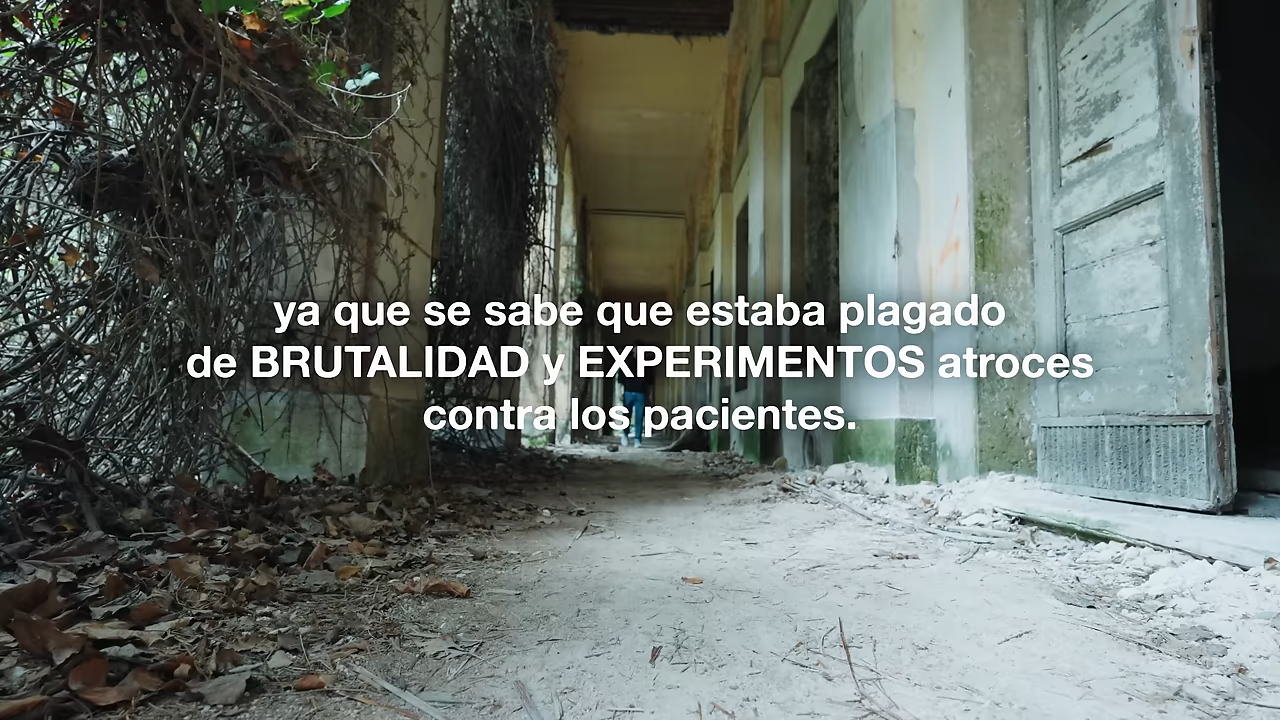 ya que se sabe que estaba plagado
de BRUTALIDAD y EXPERIMENTOS atroces
contra los pacientes.